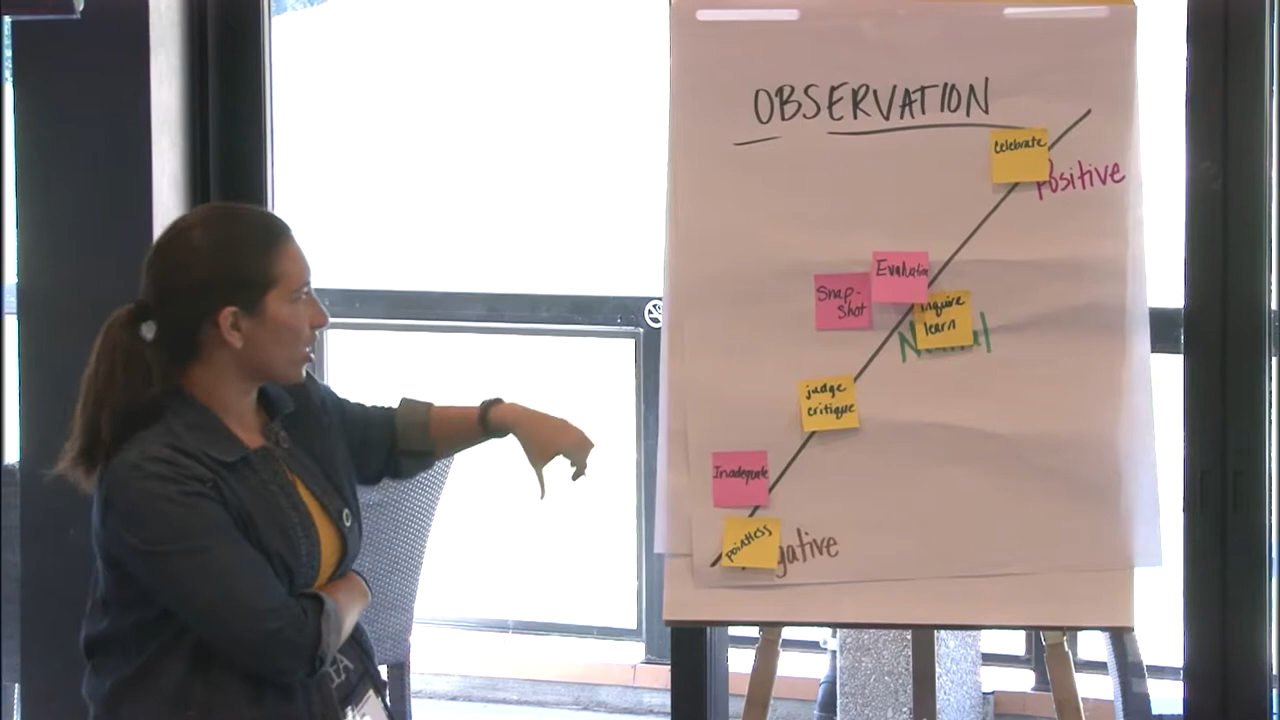 OBSERVATION
celebrate
Positive
Evaluation
Snap-
shot
inquire
learn
judge
critique
Inadequate
pointless
gative